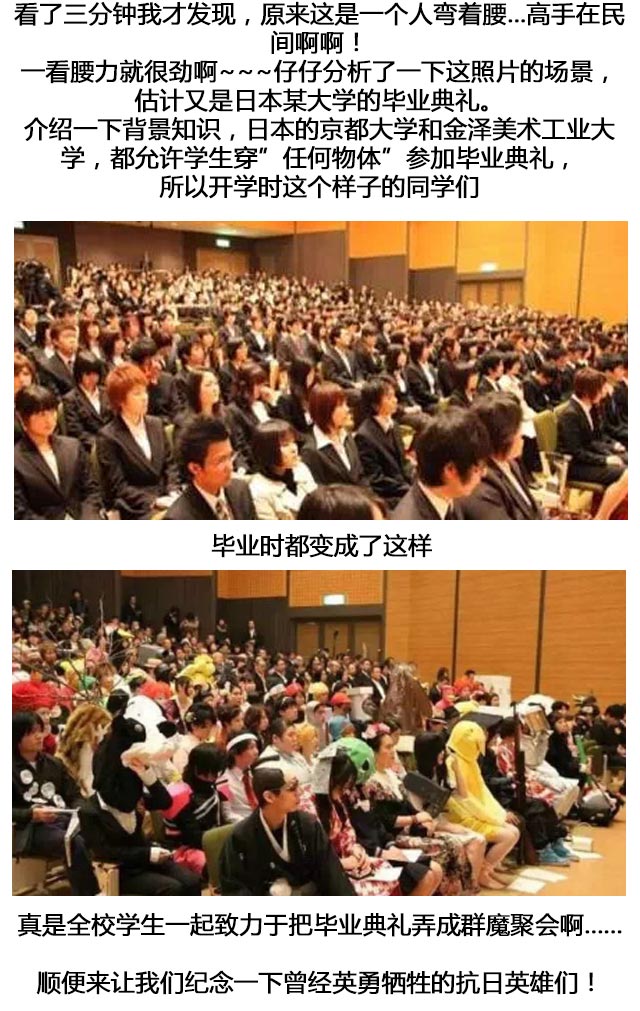 看了三分钟我才发现，原来这是一个人弯着腰...高手在民
间啊啊！
一看腰力就很劲啊~~~仔仔分析了一下这照片的场景，
估计又是日本某大学的毕业典礼。
介绍一下背景知识，日本的京都大学和金泽美术工业大
学，都允许学生穿”任何物体”参加毕业典礼，
所以开学时这个样子的同学们
毕业时都变成了这样
真是全校学生一起致力于把毕业典礼弄成群魔聚会啊......
顺便来让我们纪念一下曾经英勇牺牲的抗日英雄们！